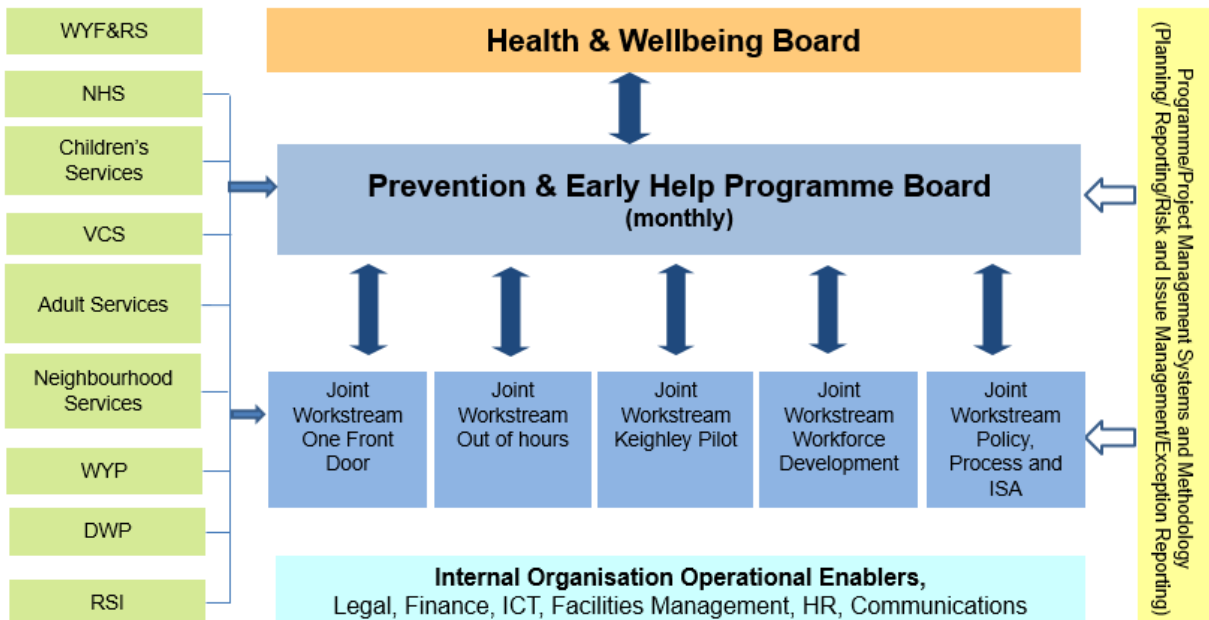 WYF&RS
NHS
Children's
Services
VCS
Adult Services
Neighbourhood
Services
WYP
DWP
RSI
Health & Wellbeing Board
Prevention & Early Help Programme Board
(monthly)
Joint
Workstream
One Front
Door
Joint
Workstream
Out of hours
Joint
Workstream
Keighley Pilot
Joint
Workstream
Workforce
Development
Joint
Workstream
Policy,
Process and
ISA
Internal Organisation Operational Enablers,
Legal, Finance, ICT, Facilities Management, HR, Communications
Programme/Project Management Systems and Methodology
(Planning/ Reporting/Risk and Issue Management/Exception Reporting)